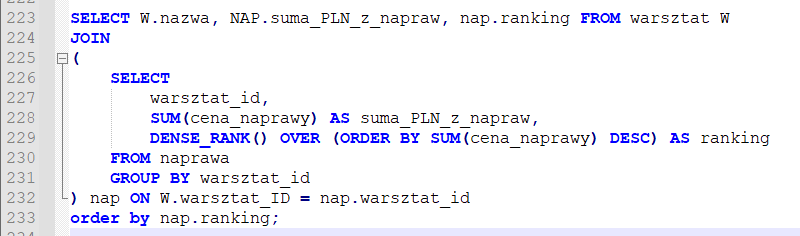 223 SELECT W.nazwa, NAP.suma_PLN_z_napraw, nap.ranking FROM warsztat W
224 JOIN
225 (
226 SELECT
227 warsztat_id,
228 SUM(cena_naprawy) AS suma_PLN_z_napraw,
229 DENSE_RANK() OVER (ORDER BY SUM(cena_naprawy) DESC) AS ranking
230 FROM naprawa
231 GROUP BY warsztat_id
232 ) nap ON W.warsztat_ID = nap.warsztat_id
233 order by nap.ranking;